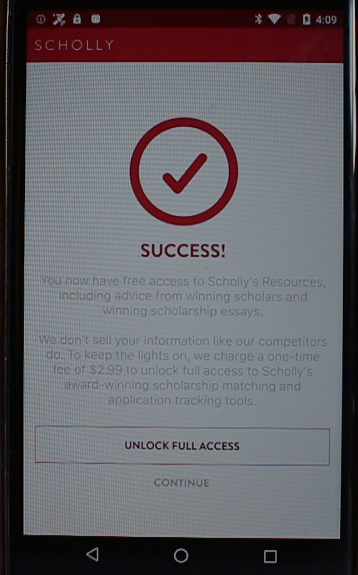 4:09
SCHOLLY
SUCCESS!
You now have free access to Scholly's Resources,
including advice from winning scholars and
winning scholarship essays.
We don't sell your information like our competitors
do. To keep the lights on, we charge a one-time
fee of $2.99 to unlock full access to Scholly's
award-winning scholarship matching and
application tracking tools.
UNLOCK FULL ACCESS
CONTINUE